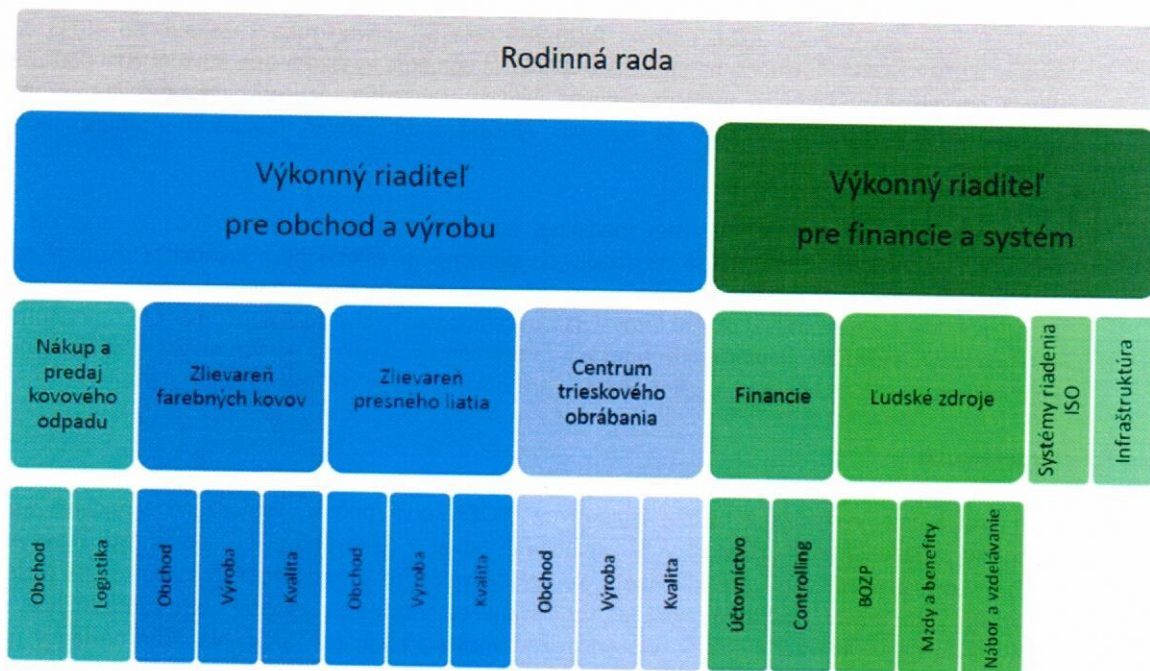 Rodinná rada
Výkonný riaditeľ
pre obchod a výrobu
Výkonný riaditeľ
pre financie a systém
Nákup a
predaj
kovového
odpadu
Zlievareň
farebných kovov
Zlievareň
presneho liatia
Centrum
trieskového
obrábania
Financie
Ľudské zdroje
Systémy riadenia
ISO
Infraštruktúra
Obchod
Logistika
Obchod
Výroba
Kvalita
Obchod
Výroba
Kvalita
Obchod
Výroba
Kvalita
Účtovnictvo
Controlling
BOZP
Mzdy a benefity
Nábor a vzdelávanie